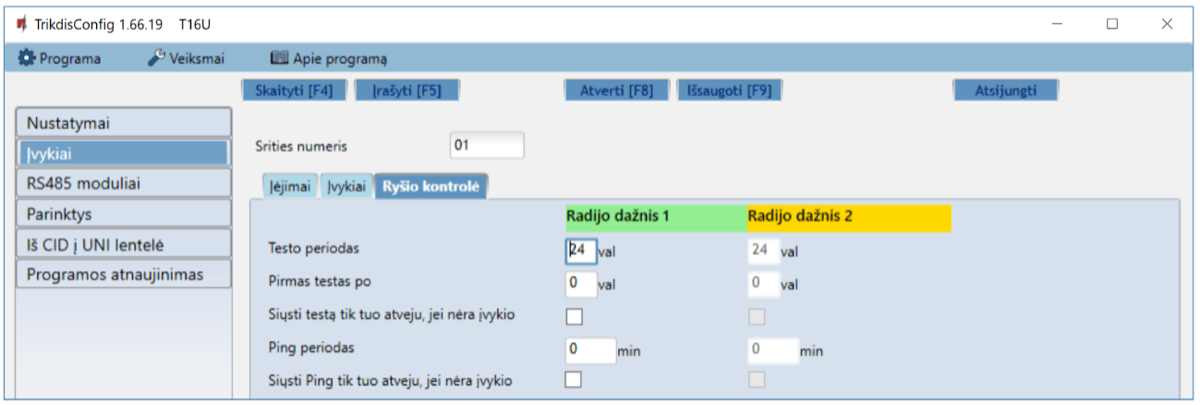 TrikdisConfig 1.66.19 T16U
Programa Veiksmai Apie programą
Skaityti [F4] Įrašyti [F5] Atverti [F8] Išsaugoti [F9] Atsijungti
Nustatymai
Įvykiai
RS485 moduliai
Parinktys
Iš CID į UNI lentelė
Programos atnaujinimas
Srities numeris 01
Įėjimai Įvykiai Ryšio kontrolė
Radijo dažnis 1 Radijo dažnis 2
Testo periodas 24 val 24 val
Pirmas testas po 0 val 0 val
Siųsti testą tik tuo atveju, jei nėra įvykio
Ping periodas 0 min 0 min
Siųsti Ping tik tuo atveju, jei nėra įvykio